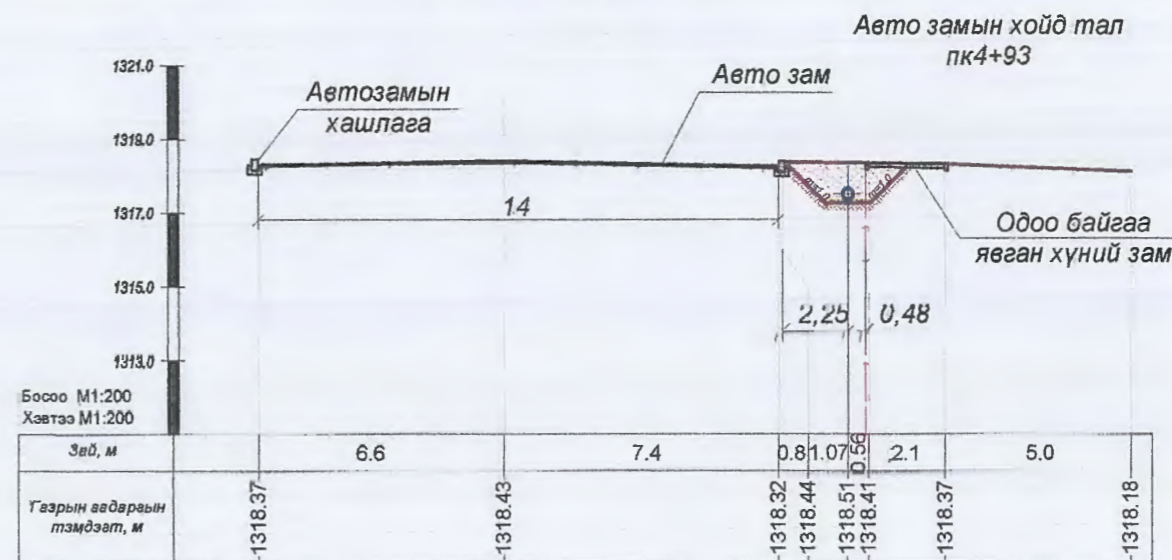 Авто замын хойд тал
пк4+93
1321.0
Автозамын
хашлага
Авто зам
1319.0
1317.0
14
Одоо байгаа
явган хүний зам
1315.0
2,25
0,48
1313.0
Босоо М1:200
Хэвтээ М1:200
Зай, м
6.6
7.4
0.8
1.07
0.56
2.1
5.0
Газрын гадаргын
тэмдэгт, м
1318.37
1318.43
1318.32
1318.44
1318.51
1318.41
1318.37
1318.18